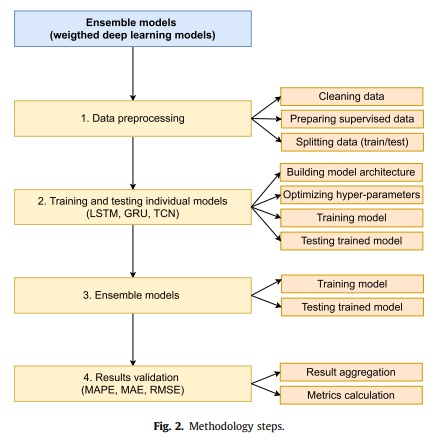 Ensemble models
(weigthed deep learning models)
1. Data preprocessing
Cleaning data
Preparing supervised data
Splitting data (train/test)
2. Training and testing individual models
(LSTM, GRU, TCN)
Building model architecture
Optimizing hyper-parameters
Training model
Testing trained model
3. Ensemble models
Training model
Testing trained model
4. Results validation
(MAPE, MAE, RMSE)
Result aggregation
Metrics calculation
Fig. 2. Methodology steps.